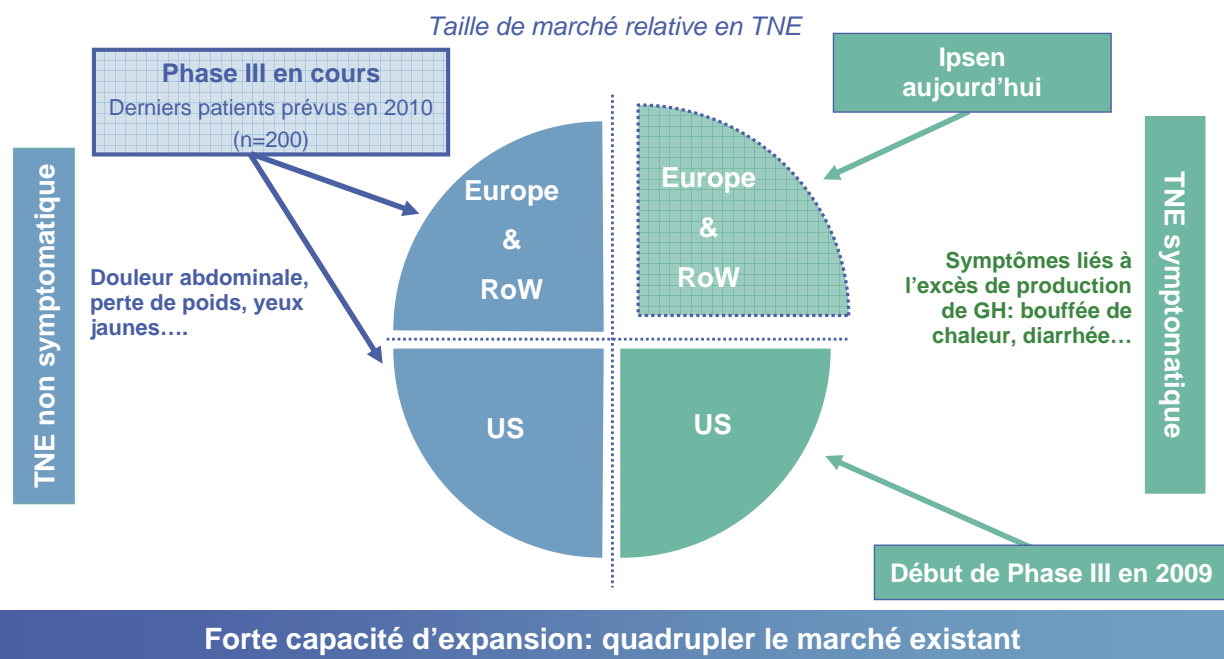 Taille de marché relative en TNE
Phase III en cours
Derniers patients prévus en 2010
(n=200)
Ipsen
aujourd’hui
TNE non symptomatique
Europe
&
RoW
Europe
&
RoW
TNE symptomatique
Douleur abdominale,
perte de poids, yeux
jaunes….
Symptômes liés à
l’excès de production
de GH: bouffée de
chaleur, diarrhée…
US
US
Début de Phase III en 2009
Forte capacité d’expansion: quadrupler le marché existant